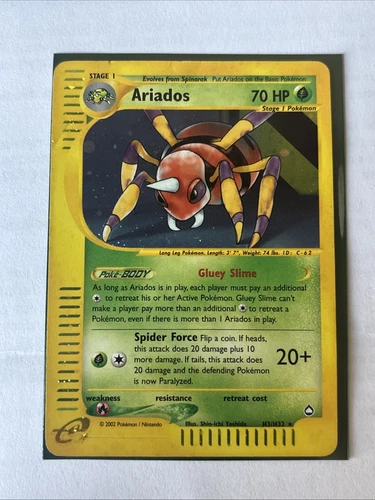 STAGE 1
Evolves from Spinarak Put Ariados on the Basic Pokémon
Ariados 70 HP
Stage 1 Pokémon
Long Leg Pokémon. Length: 3' 7", Weight: 74 lbs. ID: C-62
Poké-BODY Gluey Slime
As long as Ariados is in play, each player must pay an additional
to retreat his or her Active Pokémon. Gluey Slime can't
make a player pay more than an additional to retreat a
Pokémon, even if there is more than 1 Ariados in play.
Spider Force Flip a coin. If heads,
this attack does 20 damage plus 10
more damage. If tails, this attack does
20 damage and the defending Pokémon
is now Paralyzed.
20+
weakness resistance retreat cost
e
© 2002 Pokémon / Nintendo Illus. Shin-ichi Yoshida H3/H32